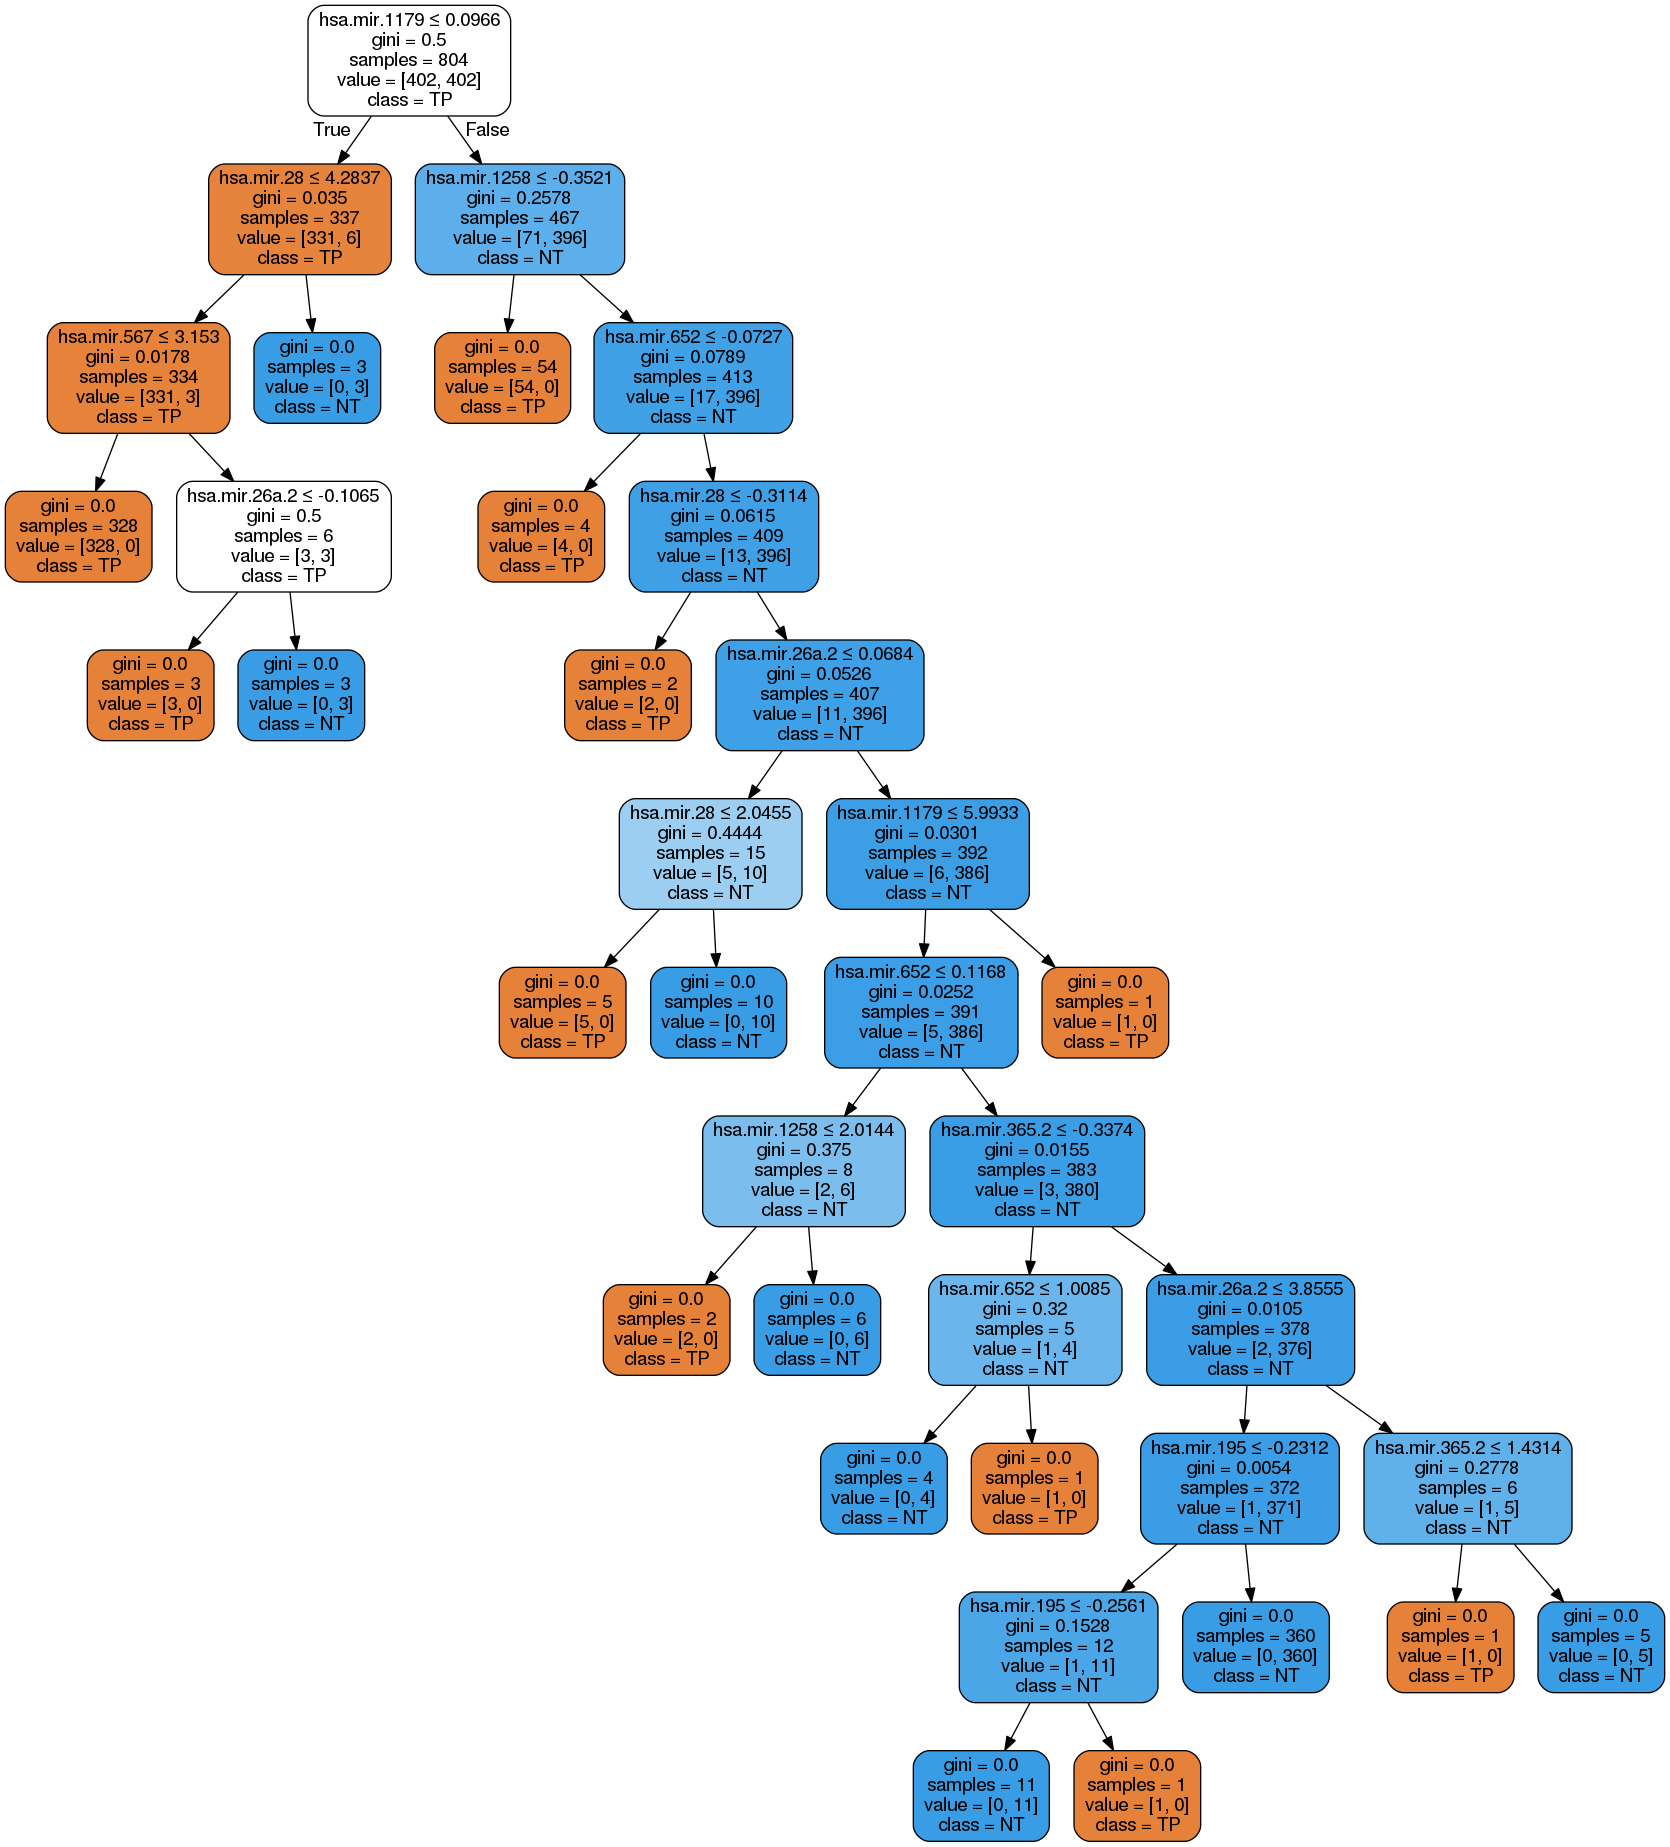 hsa.mir.1179 ≤ 0.0966
gini = 0.5
samples = 804
value = [402, 402]
class = TP
True
False
hsa.mir.28 ≤ 4.2837
gini = 0.035
samples = 337
value = [331, 6]
class = TP
hsa.mir.1258 ≤ -0.3521
gini = 0.2578
samples = 467
value = [71, 396]
class = NT
hsa.mir.567 ≤ 3.153
gini = 0.0178
samples = 334
value = [331, 3]
class = TP
gini = 0.0
samples = 3
value = [0, 3]
class = NT
gini = 0.0
samples = 54
value = [54, 0]
class = TP
hsa.mir.652 ≤ -0.0727
gini = 0.0789
samples = 413
value = [17, 396]
class = NT
gini = 0.0
samples = 328
value = [328, 0]
class = TP
hsa.mir.26a.2 ≤ -0.1065
gini = 0.5
samples = 6
value = [3, 3]
class = TP
gini = 0.0
samples = 4
value = [4, 0]
class = TP
hsa.mir.28 ≤ -0.3114
gini = 0.0615
samples = 409
value = [13, 396]
class = NT
gini = 0.0
samples = 3
value = [3, 0]
class = TP
gini = 0.0
samples = 3
value = [0, 3]
class = NT
gini = 0.0
samples = 2
value = [2, 0]
class = TP
hsa.mir.26a.2 ≤ 0.0684
gini = 0.0526
samples = 407
value = [11, 396]
class = NT
hsa.mir.28 ≤ 2.0455
gini = 0.4444
samples = 15
value = [5, 10]
class = NT
hsa.mir.1179 ≤ 5.9933
gini = 0.0301
samples = 392
value = [6, 386]
class = NT
gini = 0.0
samples = 5
value = [5, 0]
class = TP
gini = 0.0
samples = 10
value = [0, 10]
class = NT
hsa.mir.652 ≤ 0.1168
gini = 0.0252
samples = 391
value = [5, 386]
class = NT
gini = 0.0
samples = 1
value = [1, 0]
class = TP
hsa.mir.1258 ≤ 2.0144
gini = 0.375
samples = 8
value = [2, 6]
class = NT
hsa.mir.365.2 ≤ -0.3374
gini = 0.0155
samples = 383
value = [3, 380]
class = NT
gini = 0.0
samples = 2
value = [2, 0]
class = TP
gini = 0.0
samples = 6
value = [0, 6]
class = NT
hsa.mir.652 ≤ 1.0085
gini = 0.32
samples = 5
value = [1, 4]
class = NT
hsa.mir.26a.2 ≤ 3.8555
gini = 0.0105
samples = 378
value = [2, 376]
class = NT
gini = 0.0
samples = 4
value = [0, 4]
class = NT
gini = 0.0
samples = 1
value = [1, 0]
class = TP
hsa.mir.195 ≤ -0.2312
gini = 0.0054
samples = 372
value = [1, 371]
class = NT
hsa.mir.365.2 ≤ 1.4314
gini = 0.2778
samples = 6
value = [1, 5]
class = NT
hsa.mir.195 ≤ -0.2561
gini = 0.1528
samples = 12
value = [1, 11]
class = NT
gini = 0.0
samples = 360
value = [0, 360]
class = NT
gini = 0.0
samples = 1
value = [1, 0]
class = TP
gini = 0.0
samples = 5
value = [0, 5]
class = NT
gini = 0.0
samples = 11
value = [0, 11]
class = NT
gini = 0.0
samples = 1
value = [1, 0]
class = TP